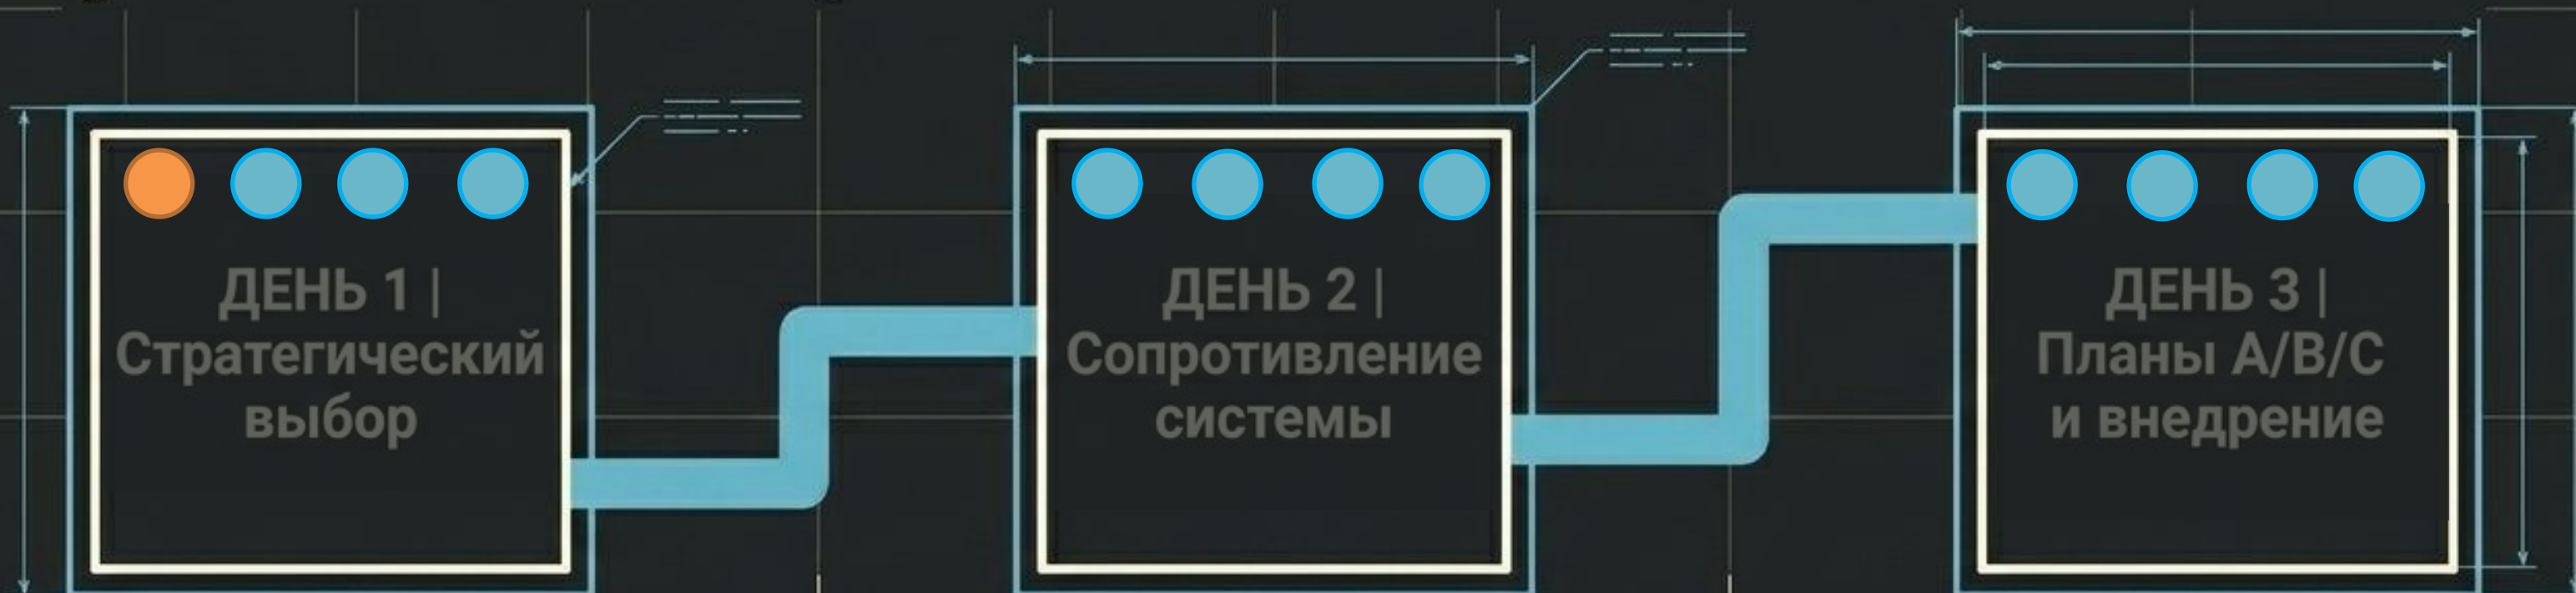 ДЕНЬ 1 |
Стратегический
выбор
ДЕНЬ 2 |
Сопротивление
системы
ДЕНЬ 3 |
Планы A/B/C
и внедрение